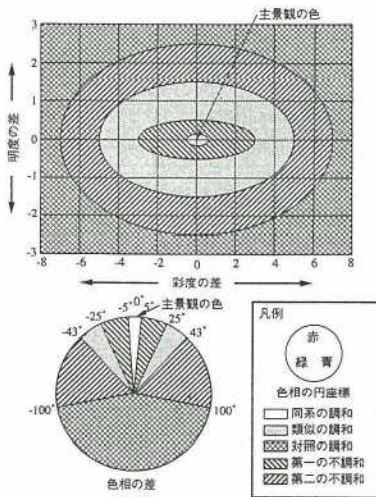 主景観の色
3
2
1
0
-1
-2
-3
明度の差
-8 -6 -4 -2 0 2 4 6 8
彩度の差
主景観の色
-43° -25° -5° 0° 5° 25° 43°
-100° 100°
色相の差
凡例
赤
緑 青
色相の円座標
同系の調和
類似の調和
対照の調和
第一の不調和
第二の不調和